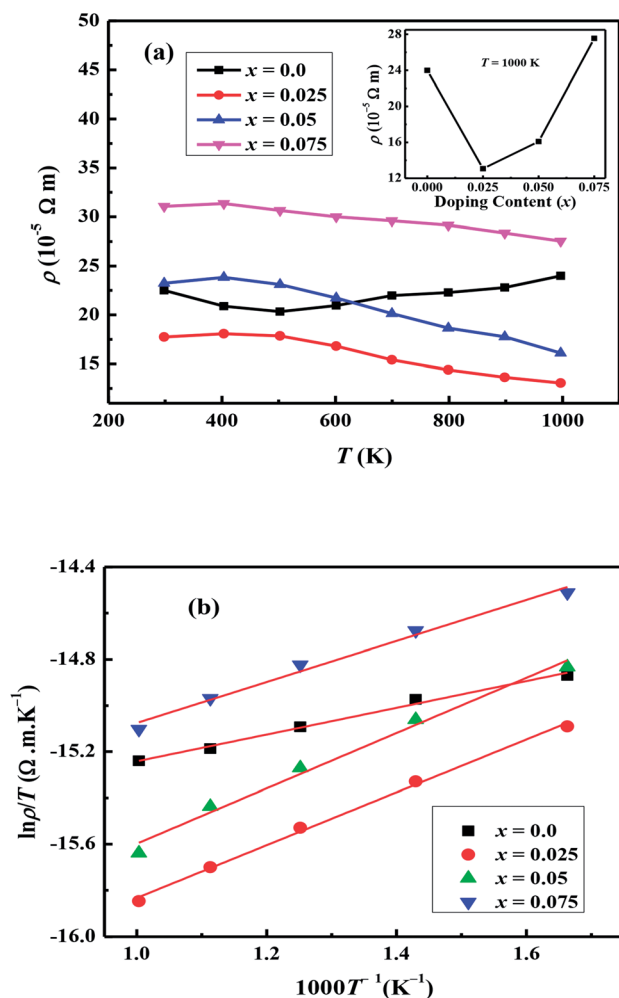 (a)
x = 0.0
x = 0.025
x = 0.05
x = 0.075
50
45
40
35
30
25
20
15
ρ (10⁻⁵ Ω m)
200
400
600
800
1000
T (K)
T = 1000 K
28
24
20
16
12
ρ (10⁻⁵ Ω m)
0.000
0.025
0.050
0.075
Doping Content (x)
(b)
-14.4
-14.8
-15.2
-15.6
-16.0
lnρ/T (Ω .m.K⁻¹)
x = 0.0
x = 0.025
x = 0.05
x = 0.075
1.0
1.2
1.4
1.6
1000T⁻¹(K⁻¹)